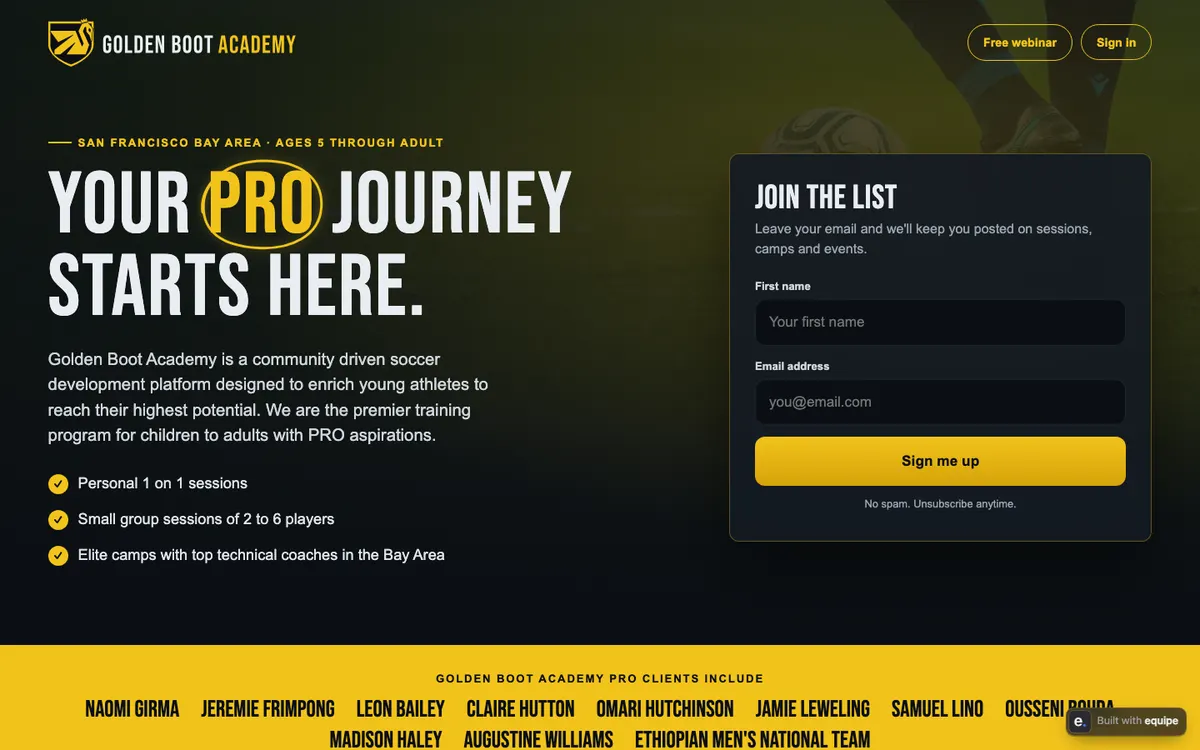 GOLDEN BOOT ACADEMY
Free webinar
Sign in
SAN FRANCISCO BAY AREA · AGES 5 THROUGH ADULT
YOUR PRO JOURNEY
STARTS HERE.
Golden Boot Academy is a community driven soccer
development platform designed to enrich young athletes to
reach their highest potential. We are the premier training
program for children to adults with PRO aspirations.
Personal 1 on 1 sessions
Small group sessions of 2 to 6 players
Elite camps with top technical coaches in the Bay Area
JOIN THE LIST
Leave your email and we'll keep you posted on sessions,
camps and events.
First name
Your first name
Email address
you@email.com
Sign me up
No spam. Unsubscribe anytime.
GOLDEN BOOT ACADEMY PRO CLIENTS INCLUDE
NAOMI GIRMA JEREMIE FRIMPONG LEON BAILEY CLAIRE HUTTON OMARI HUTCHINSON JAMIE LEWELING SAMUEL LINO OUSSENI
MADISON HALEY AUGUSTINE WILLIAMS ETHIOPIAN MEN'S NATIONAL TEAM
e. Built with equipe